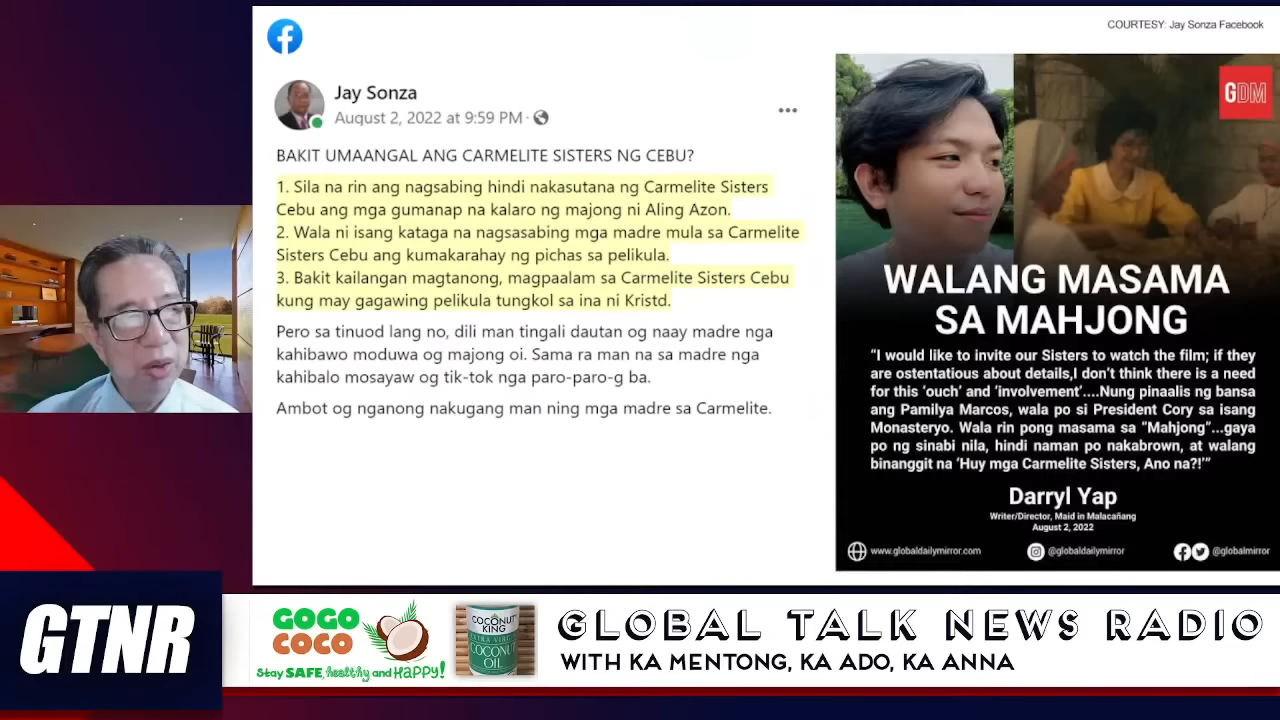 COURTESY: Jay Sonza Facebook
Jay Sonza
August 2, 2022 at 9:59 PM
BAKIT UMAANGAL ANG CARMELITE SISTERS NG CEBU?
1. Sila na rin ang nagsabing hindi nakasutana ng Carmelite Sisters
Cebu ang mga gumanap na kalaro ng majong ni Aling Azon.
2. Wala ni isang kataga na nagsasabing mga madre mula sa Carmelite
Sisters Cebu ang kumakarahay ng pichas sa pelikula.
3. Bakit kailangan magtanong, magpaalam sa Carmelite Sisters Cebu
kung may gagawing pelikula tungkol sa ina ni Kristd.
Pero sa tinuod lang no, dili man tingali dautan og naay madre nga
kahibawo moduwa og majong oi. Sama ra man na sa madre nga
kahibalo mosayaw og tik-tok nga paro-paro-g ba.
Ambot og nganong nakugang man ning mga madre sa Carmelite.
GDM
WALANG MASAMA
SA MAHJONG
“I would like to invite our Sisters to watch the film; if they
are ostentatious about details,I don’t think there is a need
for this ‘ouch’ and ‘involvement’....Nung pinaalis ng bansa
ang Pamilya Marcos, wala po si President Cory sa isang
Monasteryo. Wala rin pong masama sa “Mahjong”...gaya
po ng sinabi nila, hindi naman po nakabrown, at walang
binanggit na ‘Huy mga Carmelite Sisters, Ano na?!’”
Darryl Yap
Writer/Director, Maid in Malacañang
August 2, 2022
www.globaldailymirror.com
@globaldailymirror
@globalmirror
GTNR
GOGO
COCO
Stay SAFE, healthy and HAPPY!
COCONUT
KING
EXTRA VIRGIN
COCONUT
OIL
GLOBAL TALK NEWS RADIO
WITH KA MENTONG, KA ADO, KA ANNA